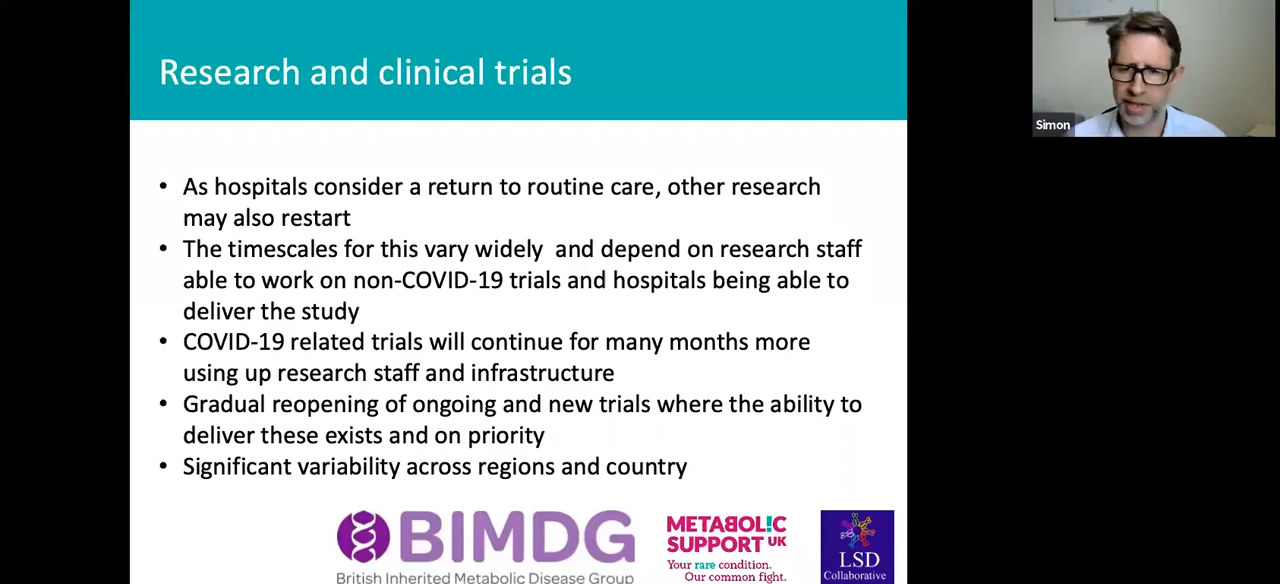 Research and clinical trials
Simon
• As hospitals consider a return to routine care, other research
may also restart
• The timescales for this vary widely and depend on research staff
able to work on non-COVID-19 trials and hospitals being able to
deliver the study
• COVID-19 related trials will continue for many months more
using up research staff and infrastructure
• Gradual reopening of ongoing and new trials where the ability to
deliver these exists and on priority
• Significant variability across regions and country
BIMDG
British Inherited Metabolic Disease Group
METABOL!C
SUPPORT UK
Your rare condition.
Our common fight.
LSD
Collaborative